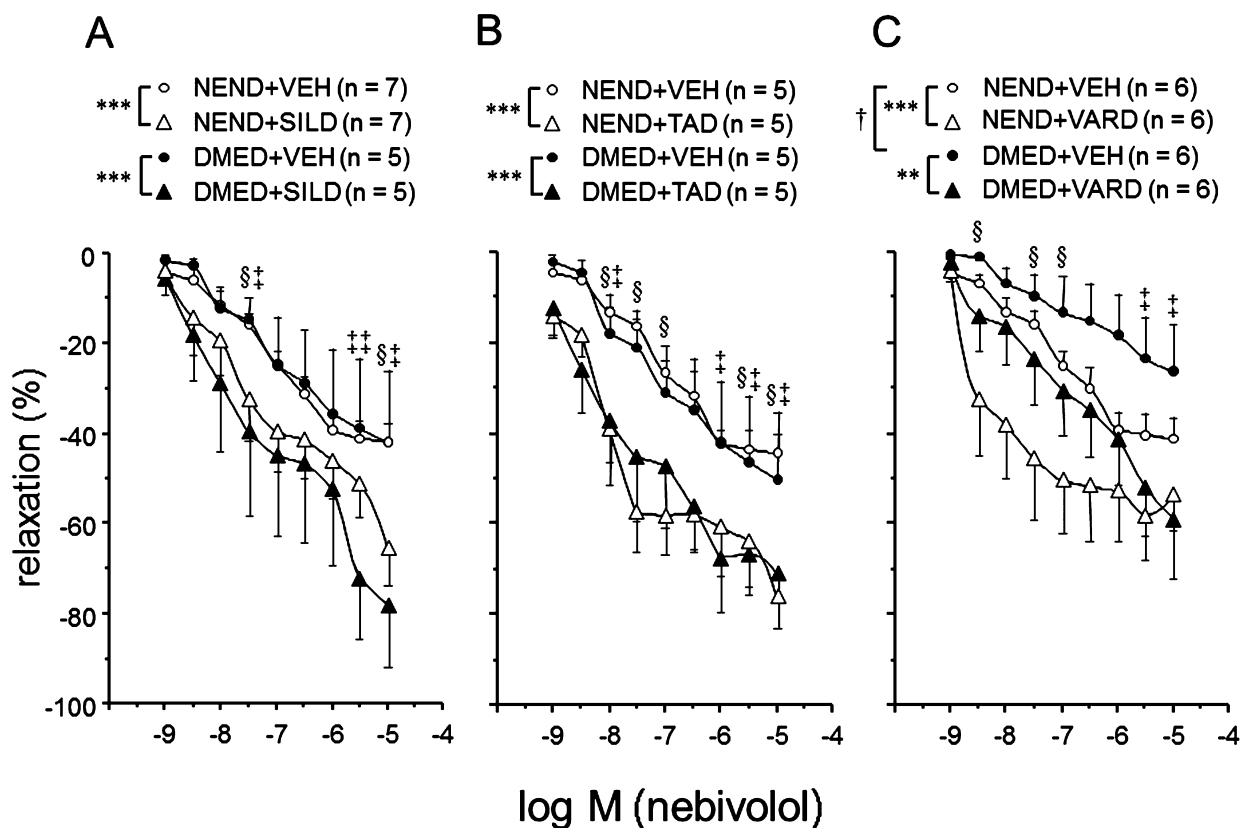 A
B
C
NEND+VEH (n = 7)
*** NEND+SILD (n = 7)
DMED+VEH (n = 5)
*** DMED+SILD (n = 5)
NEND+VEH (n = 5)
*** NEND+TAD (n = 5)
DMED+VEH (n = 5)
*** DMED+TAD (n = 5)
† *** NEND+VEH (n = 6)
NEND+VARD (n = 6)
DMED+VEH (n = 6)
** DMED+VARD (n = 6)
relaxation (%)
0
-20
-40
-60
-80
-100
§‡
‡‡
§‡
§‡
§
§
‡
§‡
§‡
§
§
§
‡
‡
-9 -8 -7 -6 -5 -4
-9 -8 -7 -6 -5 -4
-9 -8 -7 -6 -5 -4
log M (nebivolol)